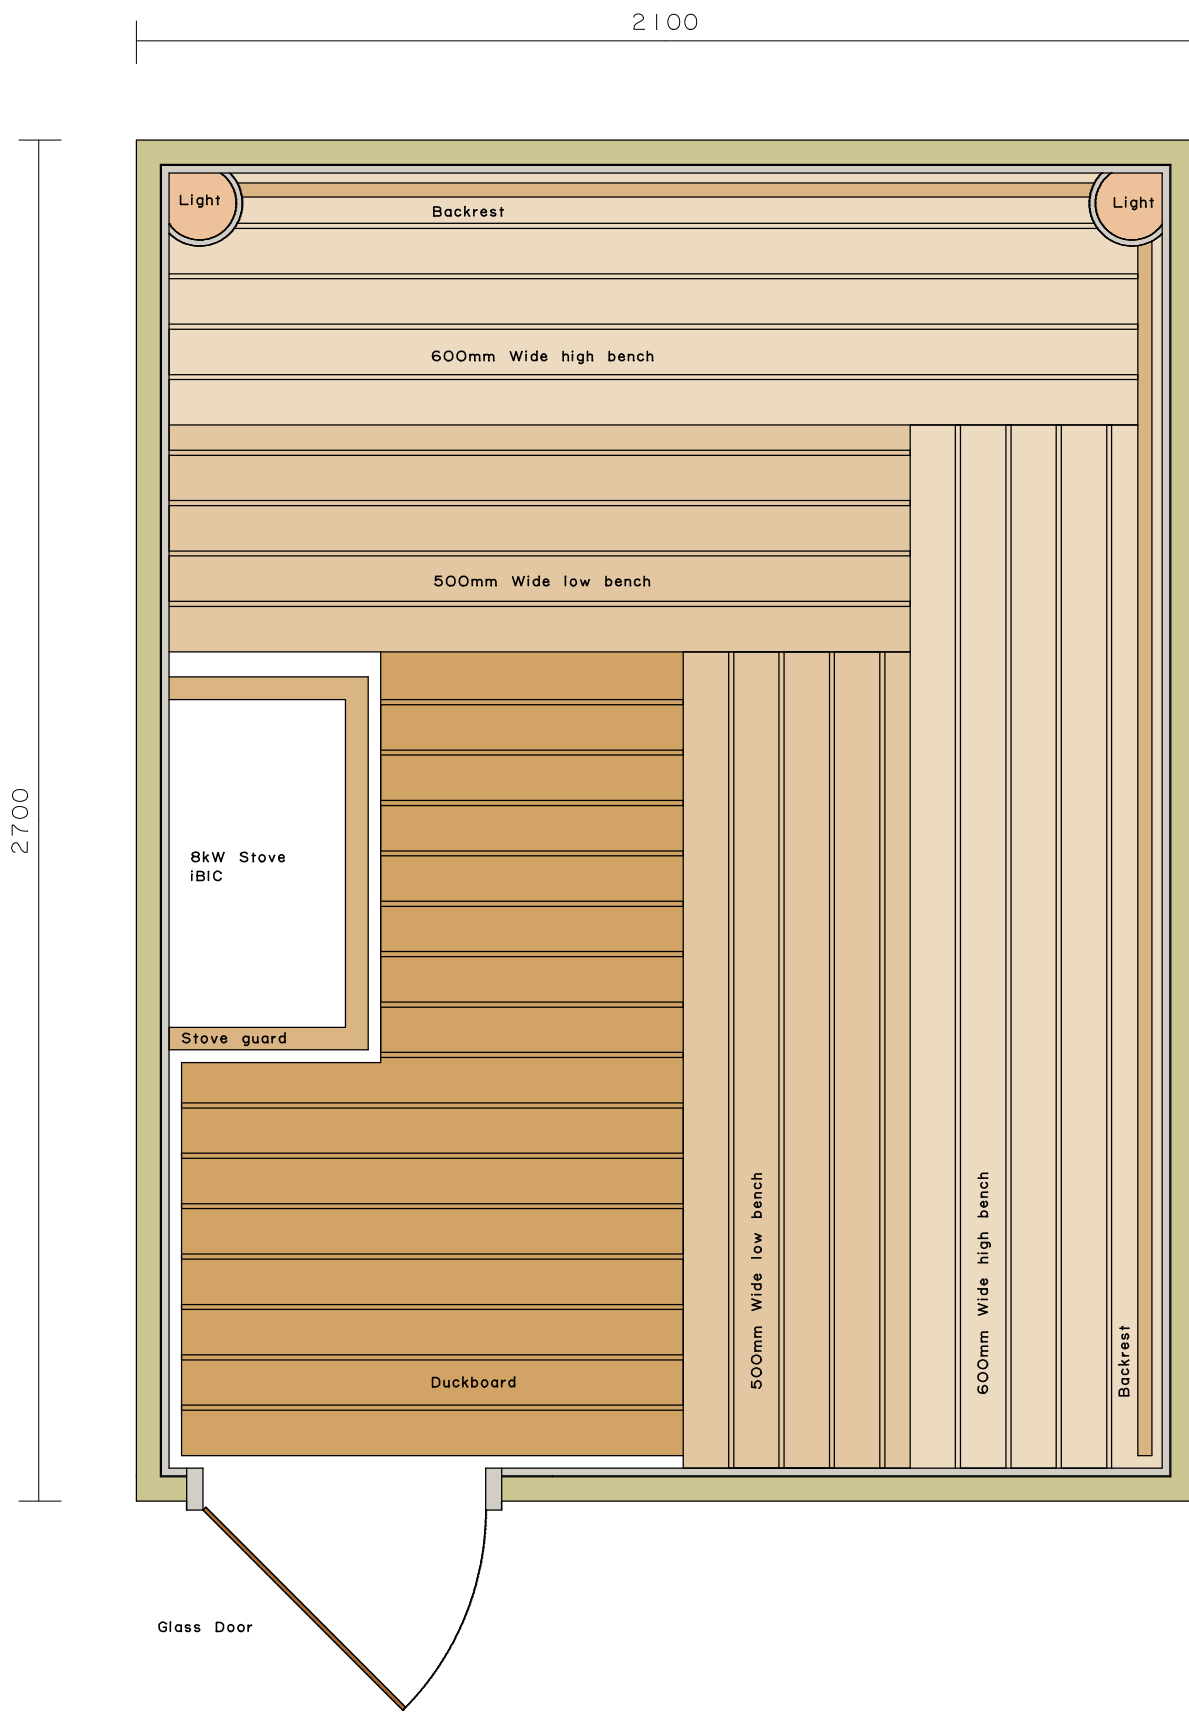 2100
Light
Light
Backrest
600mm Wide high bench
500mm Wide low bench
2700
8kW Stove
iBIC
Stove guard
500mm Wide low bench
600mm Wide high bench
Backrest
Duckboard
Glass Door